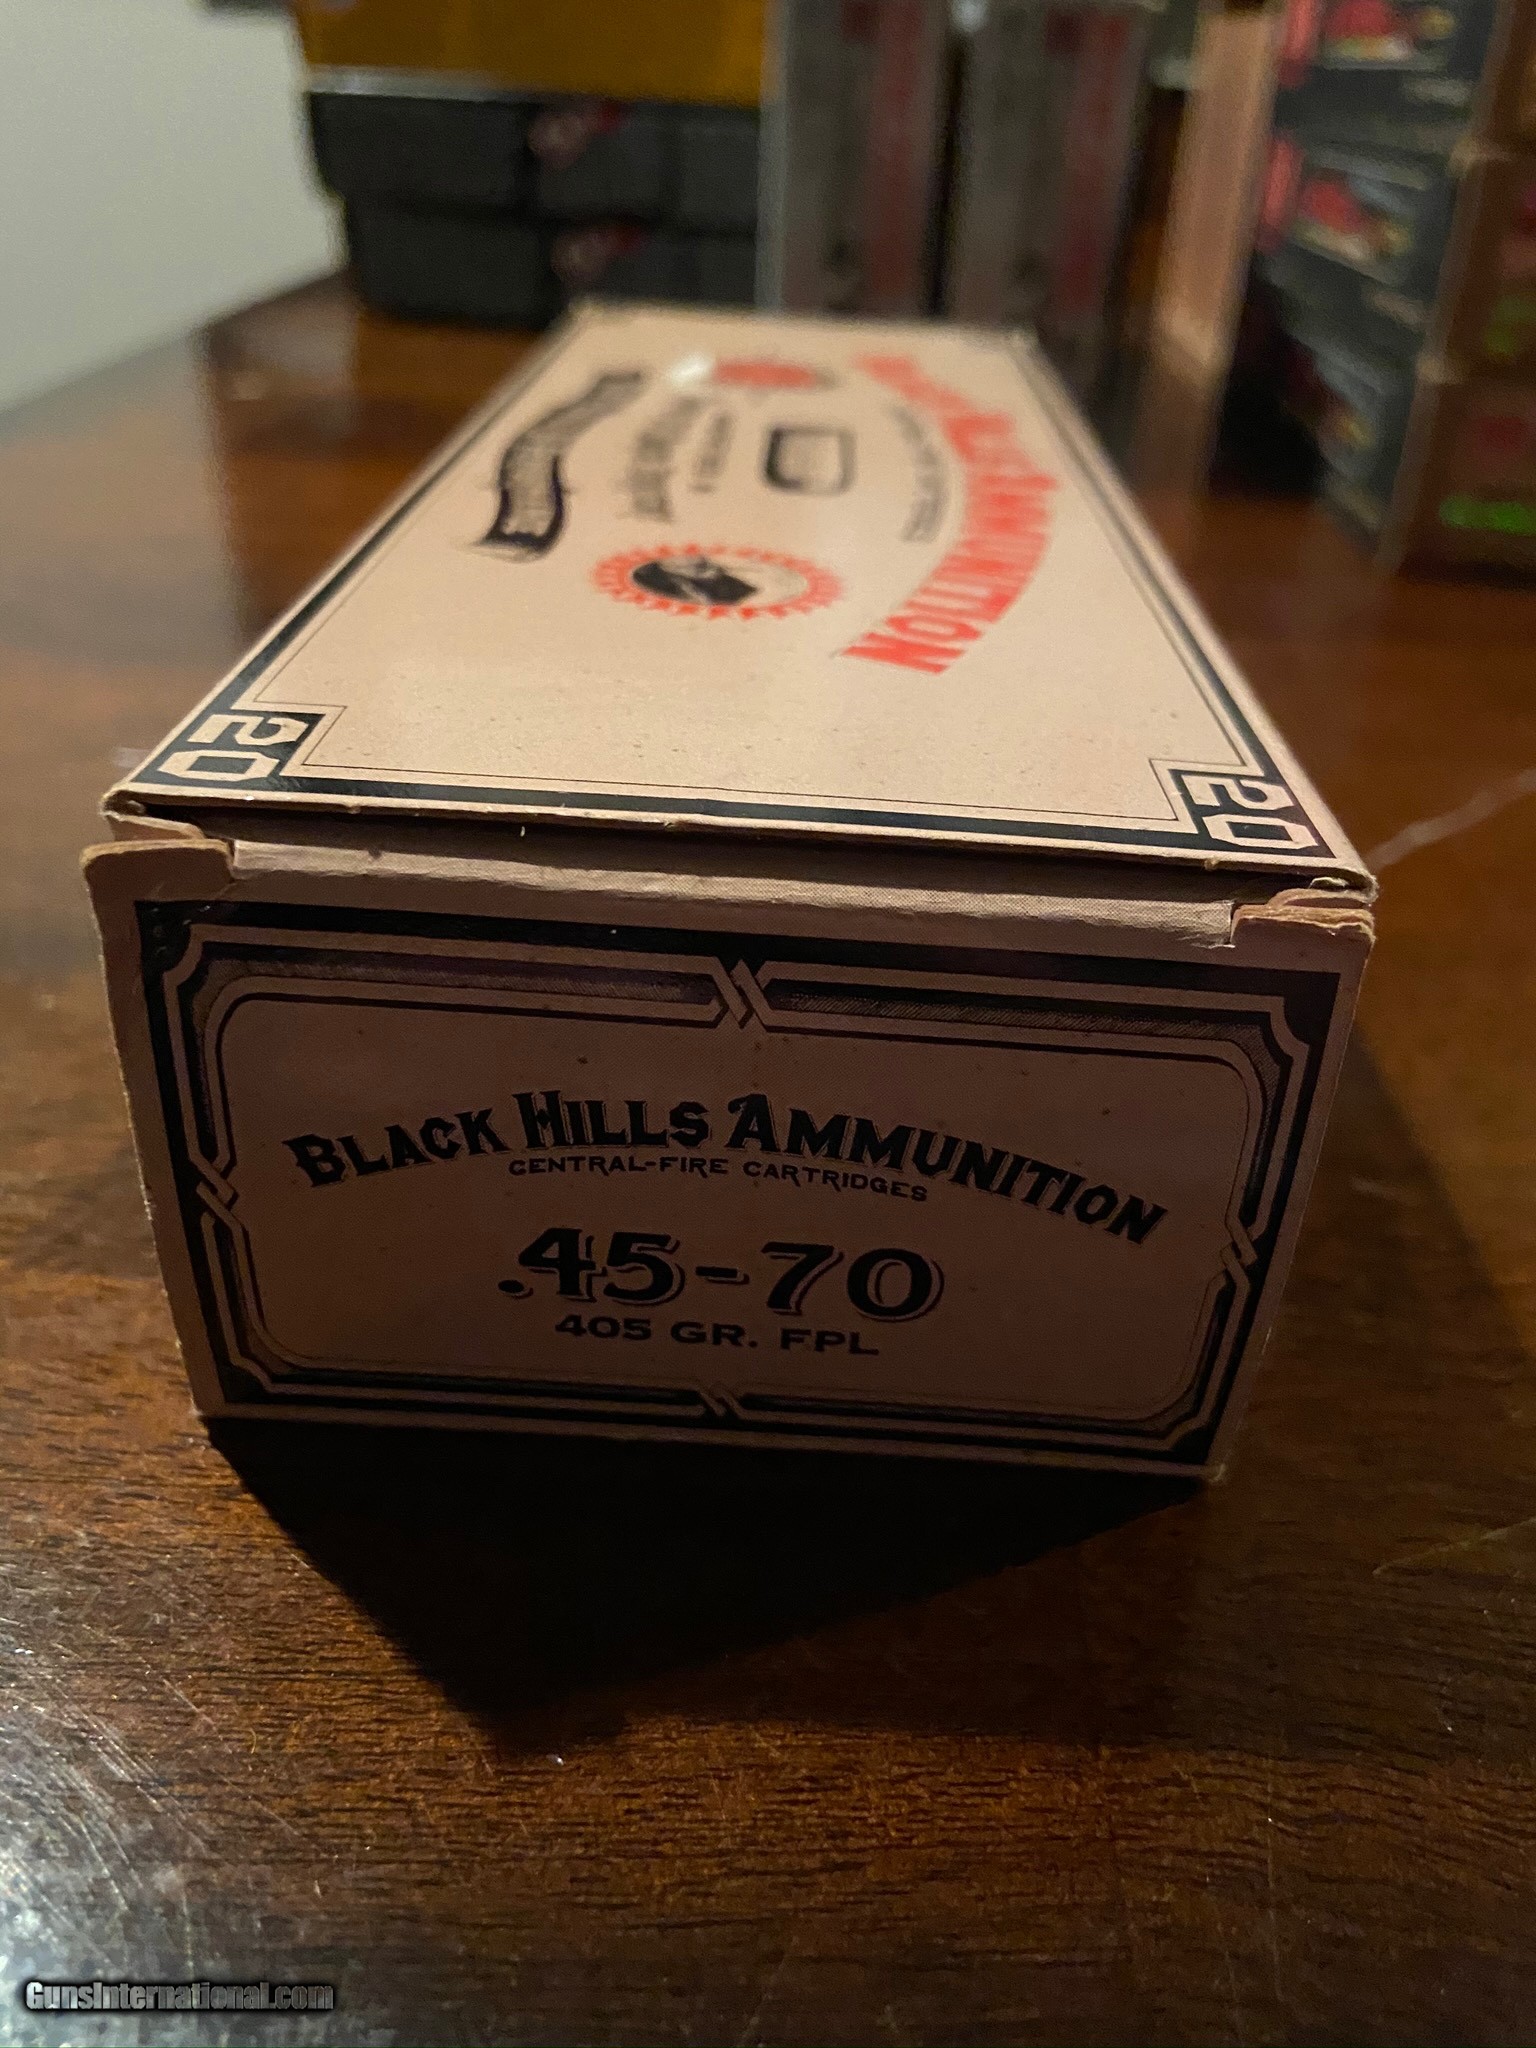 AMMUNITION
20
20
BLACK HILLS AMMUNITION
CENTRAL-FIRE CARTRIDGES
.45-70
405 GR. FPL
GunsInternational.com